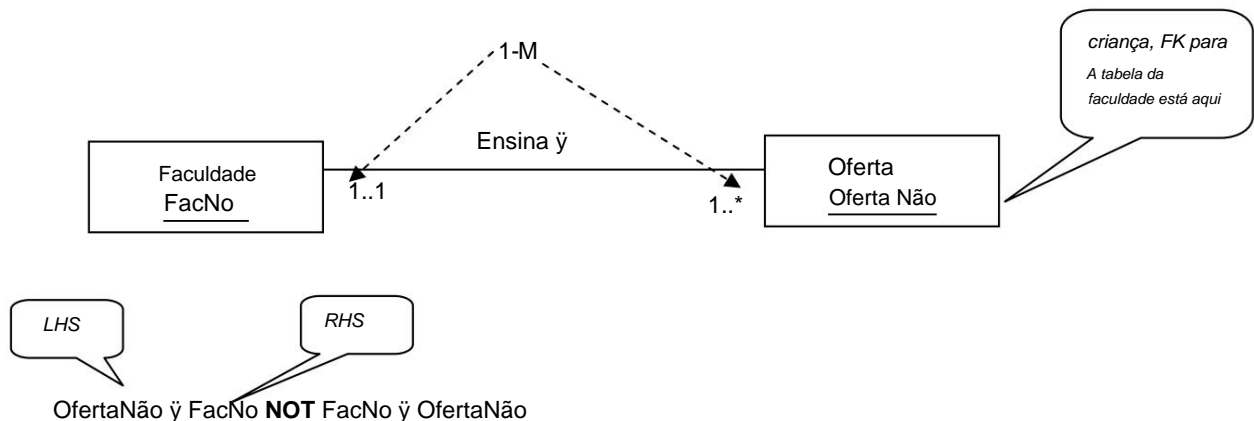 1-M
criança, FK para
A tabela da
faculdade está aqui
Ensina ÿ
Faculdade
FacNo
1..1
1..*
Oferta
Oferta Não
LHS
RHS
OfertaNão ÿ FacNo NOT FacNo ÿ OfertaNão